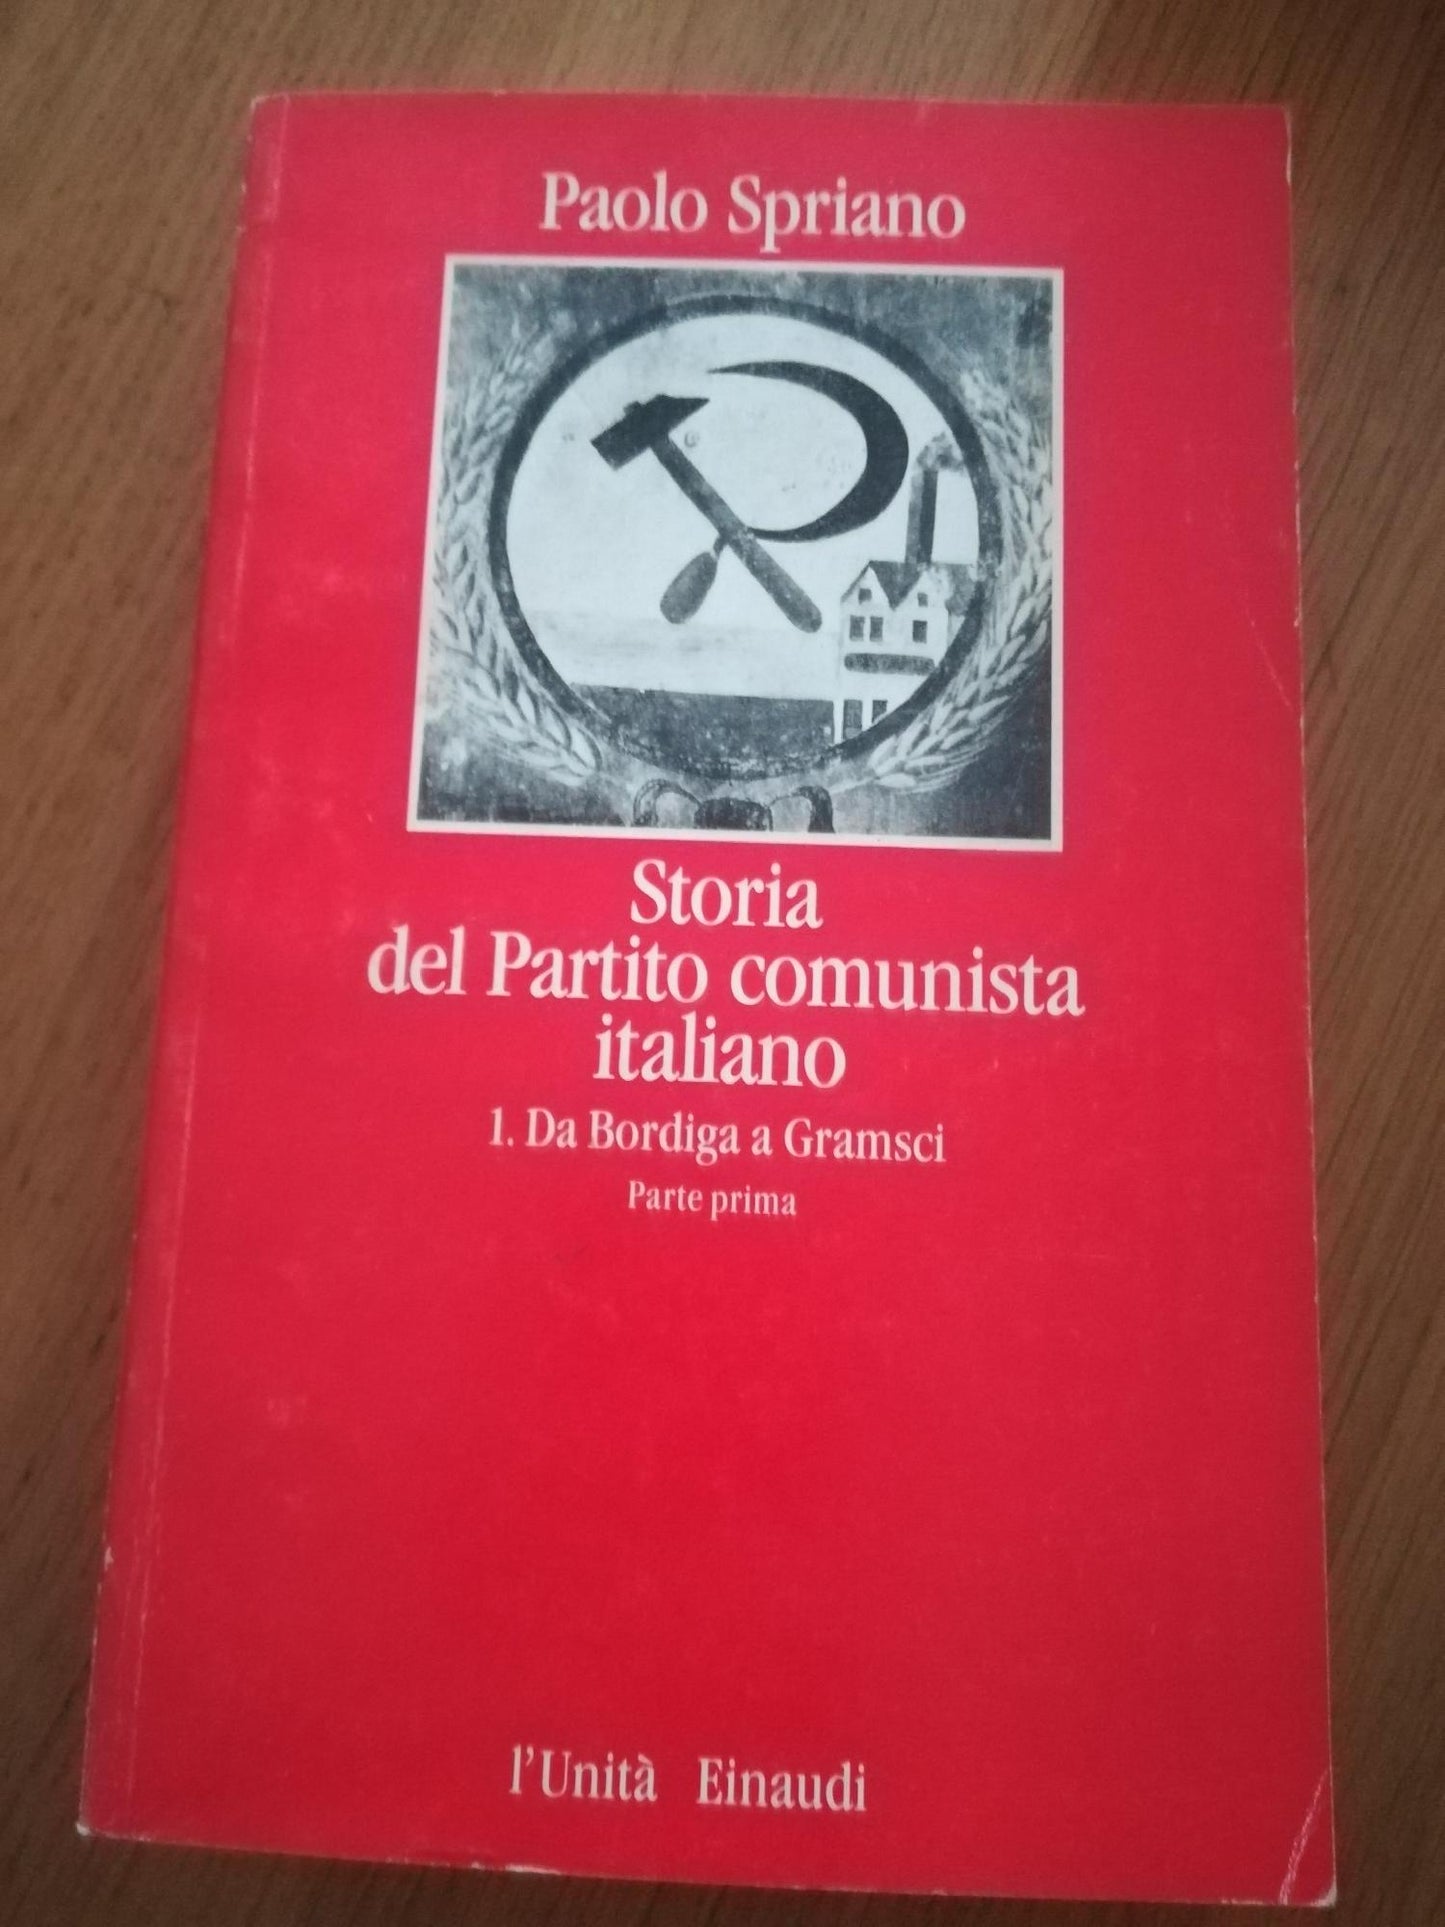 Paolo Spriano
Storia
del Partito comunista
italiano
1. Da Bordiga a Gramsci
Parte prima
l'Unità Einaudi